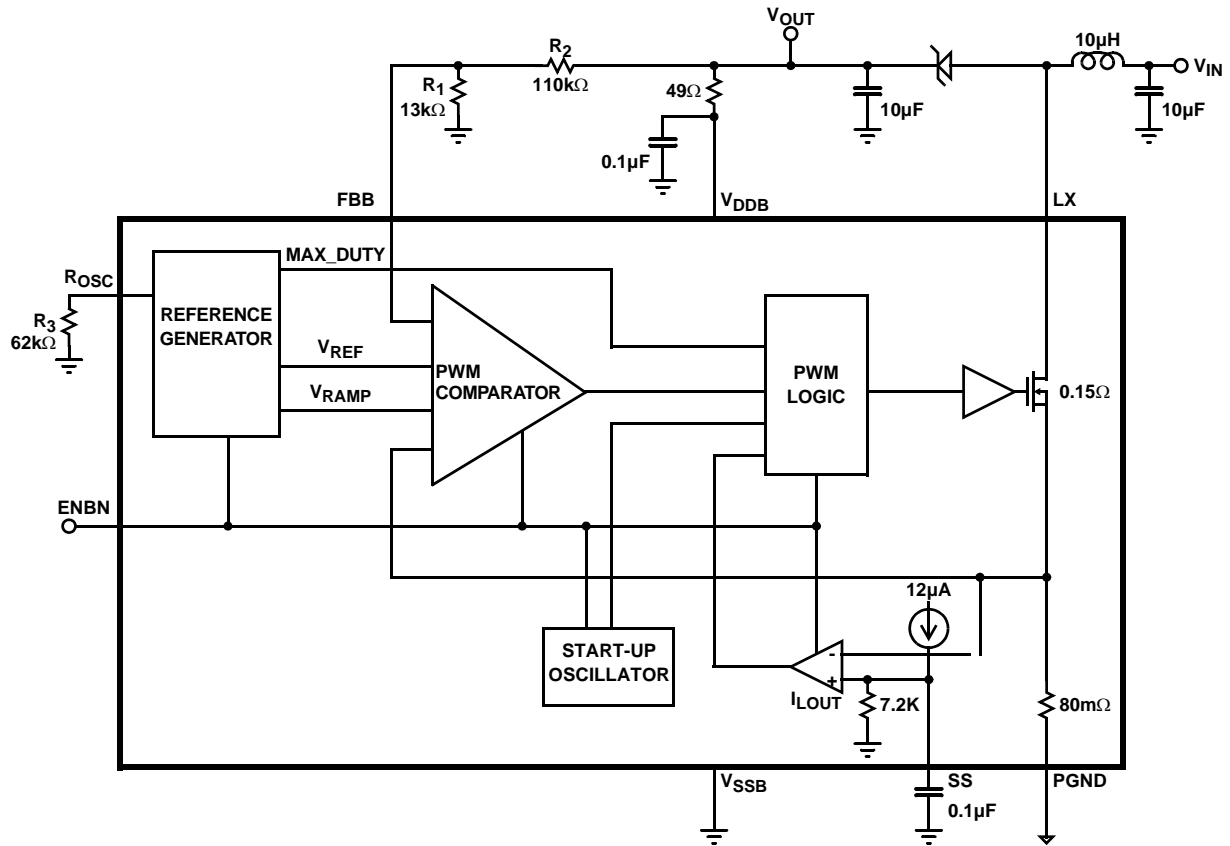 VOUT
R2
110kΩ
R1
13kΩ
49Ω
0.1µF
10µF
10µH
VIN
10µF
FBB
VDDB
LX
ROSC
R3
62kΩ
REFERENCE
GENERATOR
MAX_DUTY
VREF
VRAMP
PWM
COMPARATOR
PWM
LOGIC
0.15Ω
ENBN
START-UP
OSCILLATOR
12µA
-
+
ILOUT
7.2K
80mΩ
VSSB
SS
0.1µF
PGND